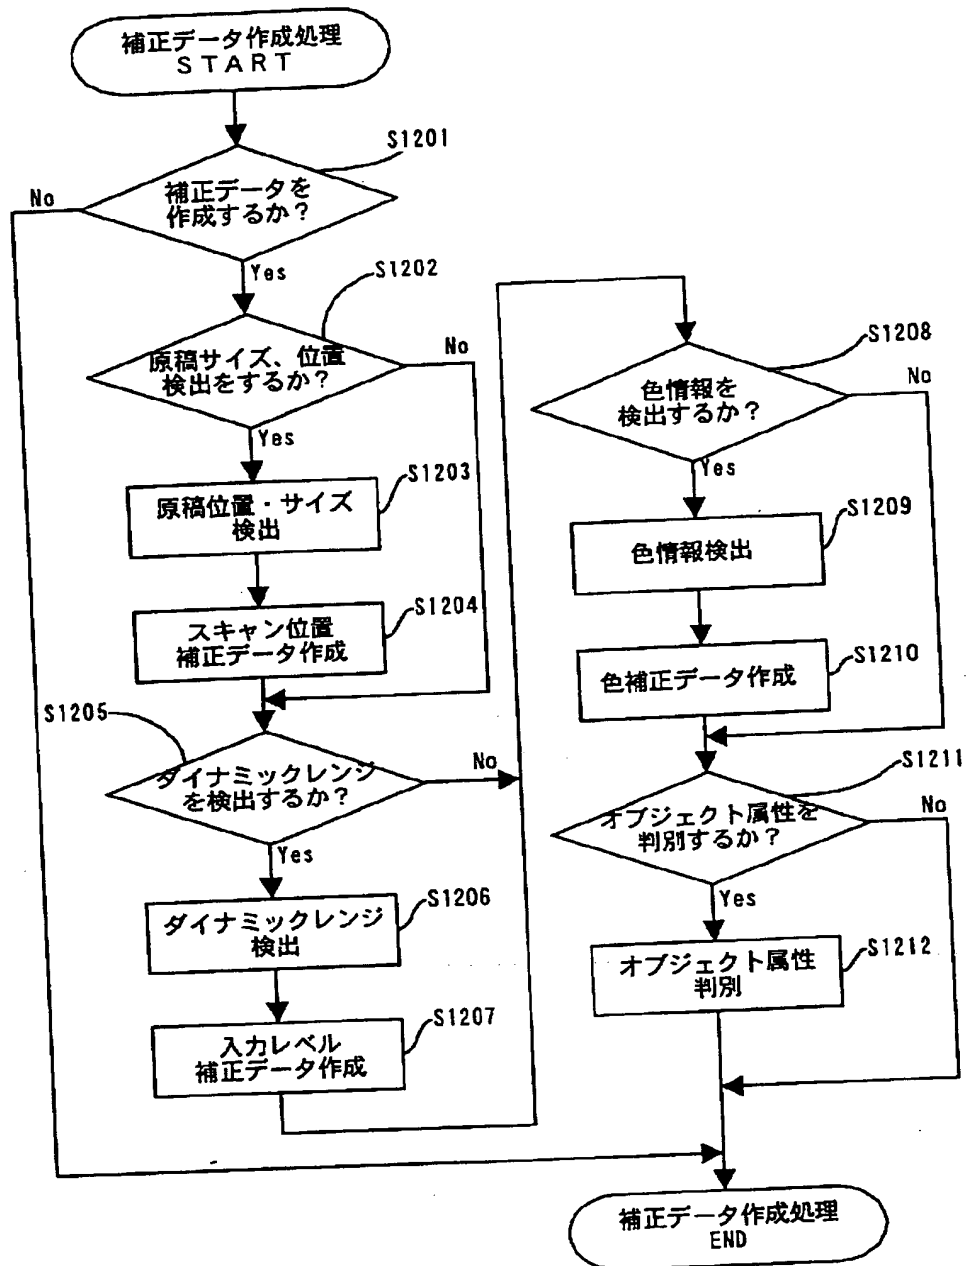 補正データ作成処理
START
S1201
補正データを
作成するか?
No
Yes
S1202
原稿サイズ、位置
検出をするか?
No
Yes
S1203
原稿位置・サイズ
検出
S1204
スキャン位置
補正データ作成
S1205
ダイナミックレンジ
を検出するか?
No
Yes
S1206
ダイナミックレンジ
検出
S1207
入力レベル
補正データ作成
S1208
色情報を
検出するか?
No
Yes
S1209
色情報検出
S1210
色補正データ作成
S1211
オブジェクト属性を
判別するか?
No
Yes
S1212
オブジェクト属性
判別
補正データ作成処理
END